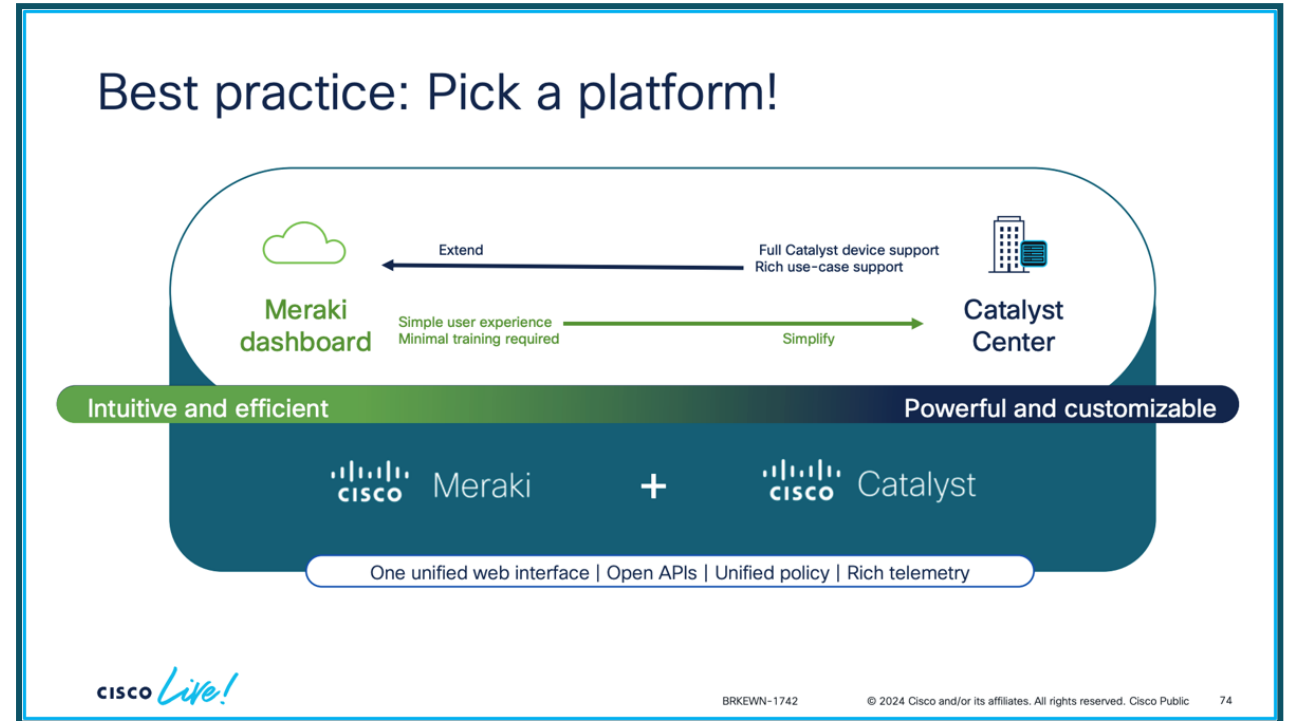 Best practice: Pick a platform!
Extend
Full Catalyst device support
Rich use-case support
Meraki
dashboard
Simple user experience
Minimal training required
Simplify
Catalyst
Center
Intuitive and efficient
Powerful and customizable
CISCO Meraki
+
CISCO Catalyst
One unified web interface | Open APIs | Unified policy | Rich telemetry
CISCO Live!
BRKEWN-1742
© 2024 Cisco and/or its affiliates. All rights reserved. Cisco Public
74